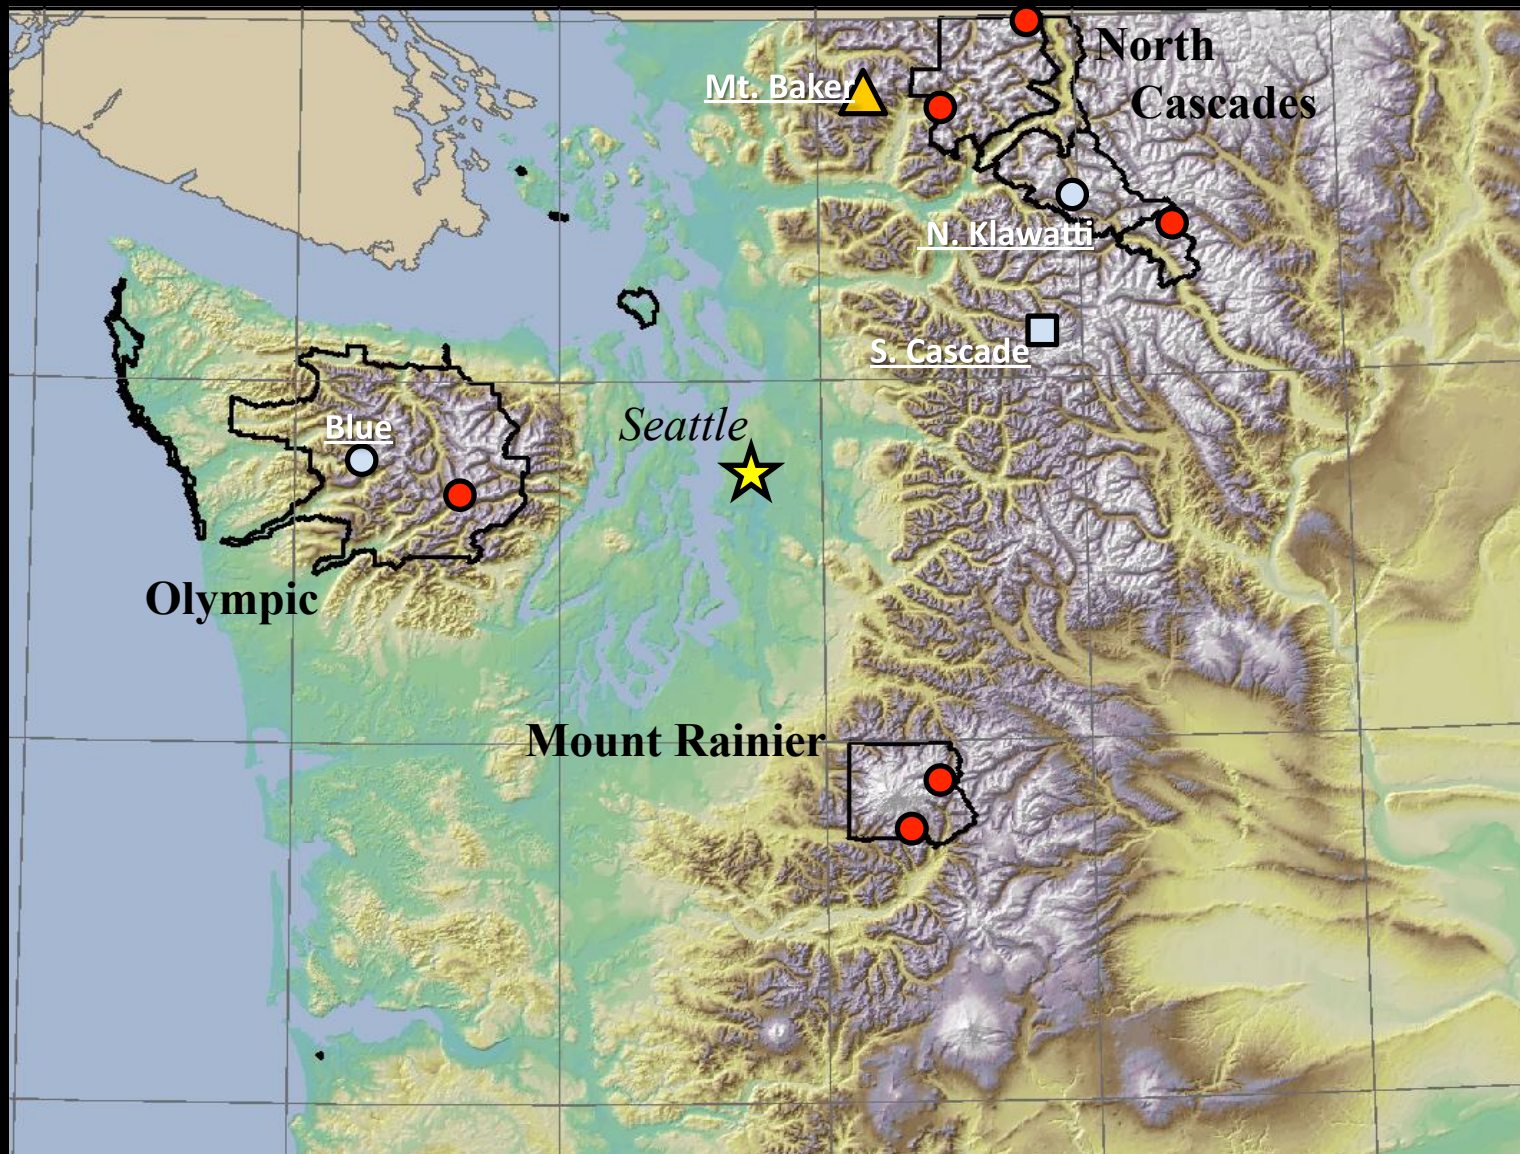 North
Cascades
Mt. Baker
N. Klawatti
S. Cascade
Blue
Seattle
Olympic
Mount Rainier